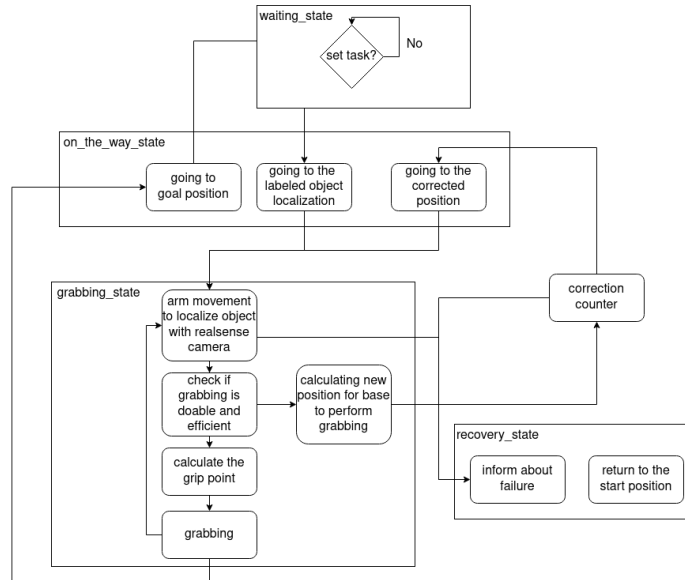 waiting_state
set task?
No
on_the_way_state
going to
goal position
going to the
labeled object
localization
going to the
corrected
position
grabbing_state
arm movement
to localize object
with realsense
camera
correction
counter
check if
grabbing is
doable and
efficient
calculating new
position for base
to perform
grabbing
recovery_state
calculate the
grip point
inform about
failure
return to the
start position
grabbing